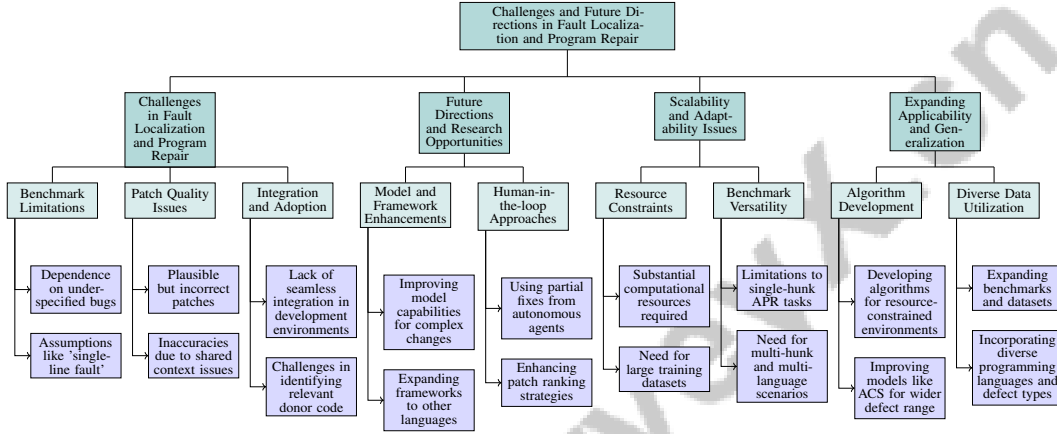 Challenges and Future Di-
rections in Fault Localiza-
tion and Program Repair
Challenges
in Fault
Localization
and Program
Repair
Future
Directions
and Research
Opportunities
Scalability
and Adapt-
ability Issues
Expanding
Applicability
and Gen-
eralization
Benchmark
Limitations
Patch Quality
Issues
Integration
and Adoption
Model and
Framework
Enhancements
Human-in-
the-loop
Approaches
Resource
Constraints
Benchmark
Versatility
Algorithm
Development
Diverse Data
Utilization
Dependence
on under-
specified bugs
Plausible
but incorrect
patches
Lack of
seamless
integration in
development
environments
Improving
model
capabilities
for complex
changes
Using partial
fixes from
autonomous
agents
Substantial
computational
resources
required
Limitations to
single-hunk
APR tasks
Developing
algorithms
for resource-
constrained
environments
Expanding
benchmarks
and datasets
Assumptions
like 'single-
line fault'
Inaccuracies
due to shared
context issues
Challenges in
identifying
relevant
donor code
Expanding
frameworks
to other
languages
Enhancing
patch ranking
strategies
Need for
large training
datasets
Need for
multi-hunk
and multi-
language
scenarios
Improving
models like
ACS for wider
defect range
Incorporating
diverse
programming
languages and
defect types